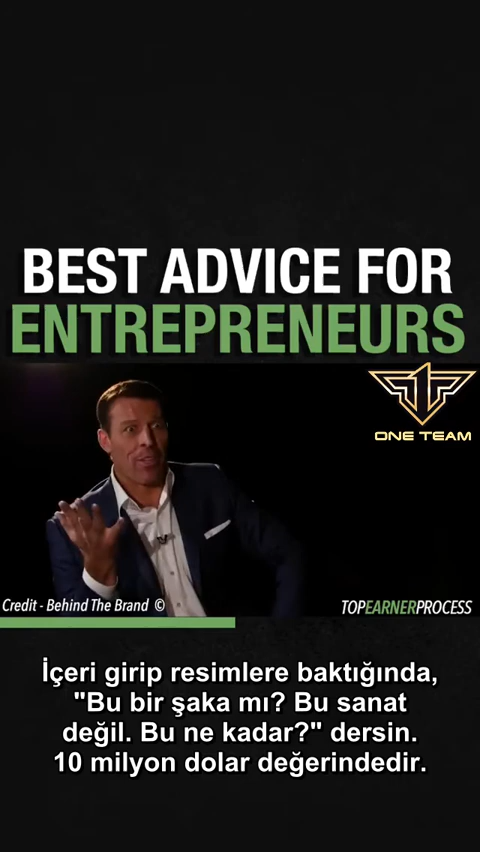 BEST ADVICE FOR
ENTREPRENEURS
1
ONE TEAM
Credit - Behind The Brand ©
TOPEARNERPROCESS
İçeri girip resimlere baktığında,
"Bu bir şaka mı? Bu sanat
değil. Bu ne kadar?" dersin.
10 milyon dolar değerindedir.